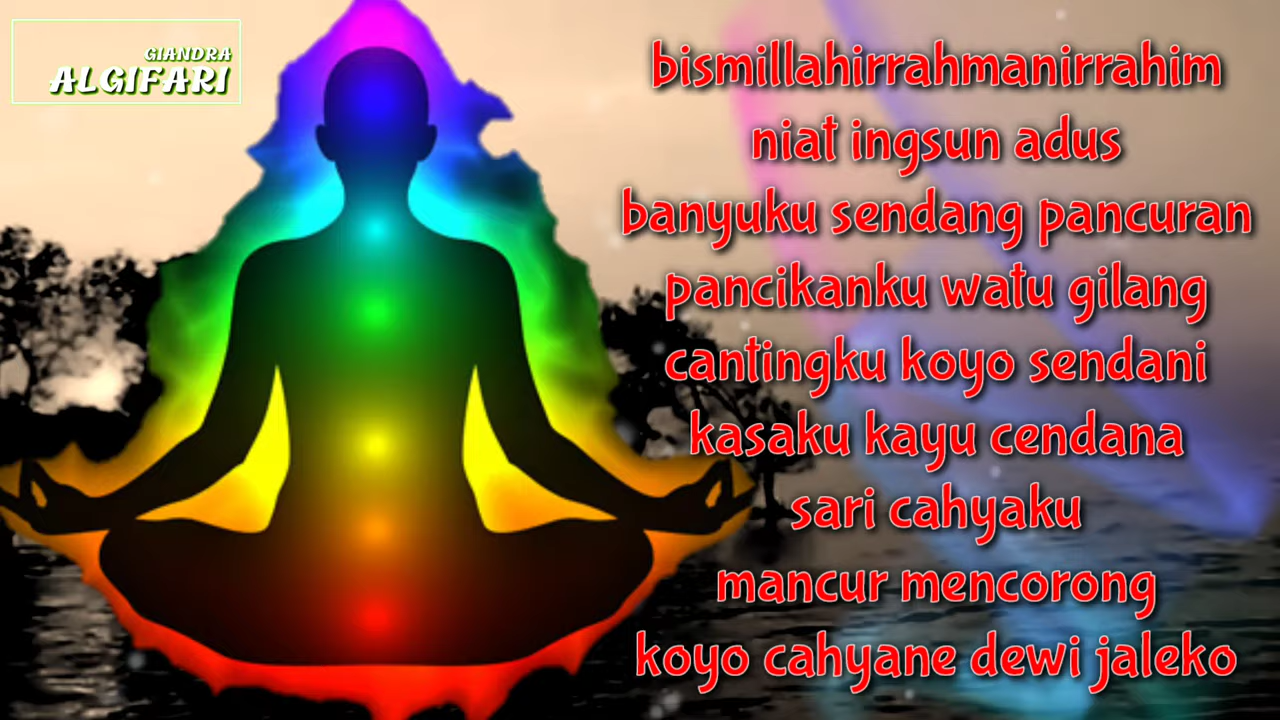 GIANDRA
ALGIFARI
bismillahirrahmanirrahim
niat ingsun adus
banyuku sendang pancuran
pancikanku watu gilang
cantingku koyo sendani
kasaku kayu cendana
sari cahyaku
mancur mencorong
koyo cahyane dewi jaleko